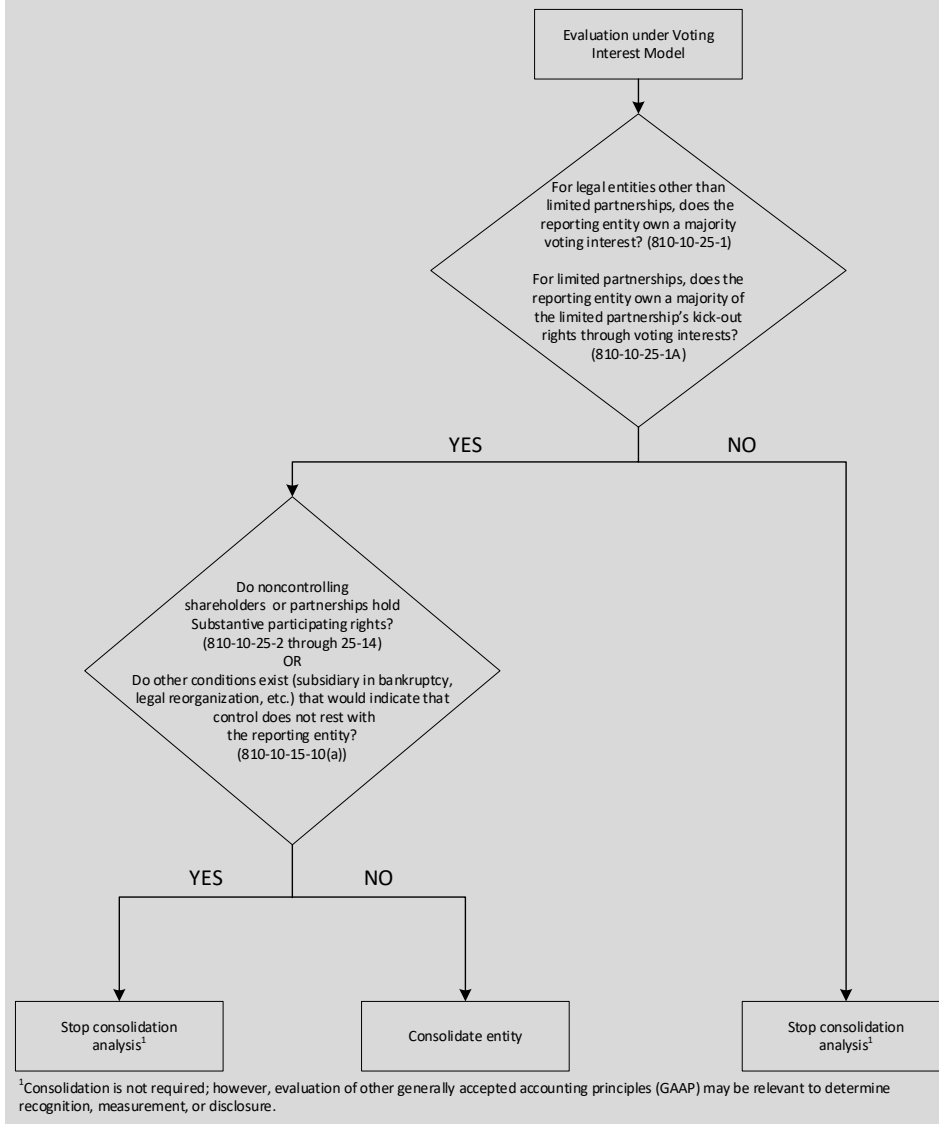 Evaluation under Voting
Interest Model
For legal entities other than
limited partnerships, does the
reporting entity own a majority
voting interest? (810-10-25-1)
For limited partnerships, does the
reporting entity own a majority of
the limited partnership’s kick-out
rights through voting interests?
(810-10-25-1A)
YES
NO
Do noncontrolling
shareholders or partnerships hold
Substantive participating rights?
(810-10-25-2 through 25-14)
OR
Do other conditions exist (subsidiary in bankruptcy,
legal reorganization, etc.) that would indicate that
control does not rest with
the reporting entity?
(810-10-15-10(a))
YES
NO
Stop consolidation
analysis¹
Consolidate entity
Stop consolidation
analysis¹
¹Consolidation is not required; however, evaluation of other generally accepted accounting principles (GAAP) may be relevant to determine
recognition, measurement, or disclosure.